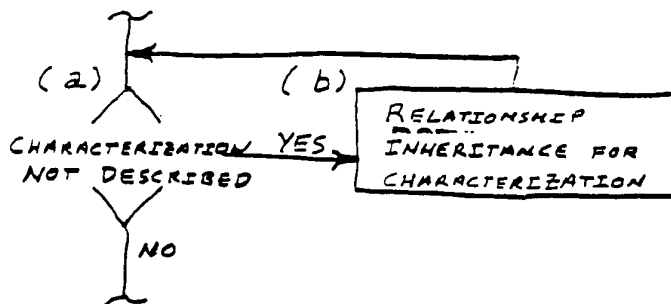 (a)
(b)
CHARACTERIZATION
NOT DESCRIBED
YES
RELATIONSHIP
INHERITANCE FOR
CHARACTERIZATION
NO